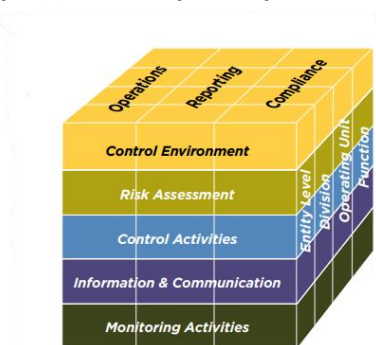 Operations
Reporting
Compliance
Control Environment
Risk Assessment
Control Activities
Information & Communication
Monitoring Activities
Entity Level
Division
Operating Unit
Function